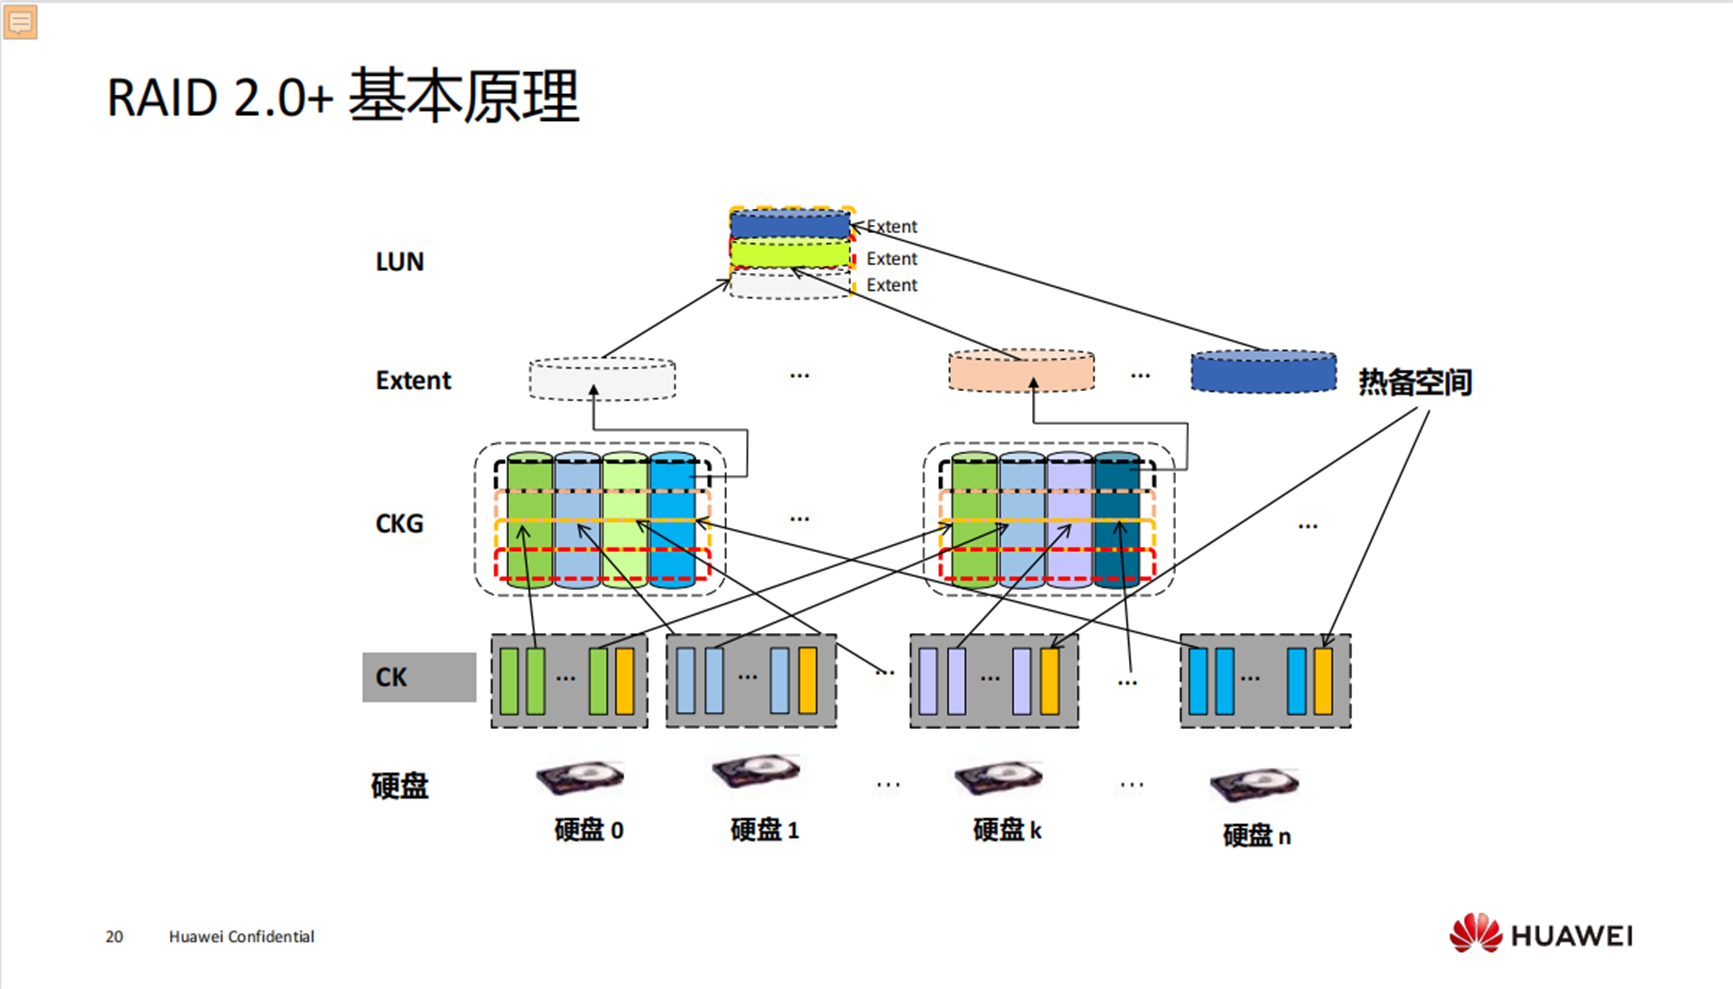 RAID 2.0+ 基本原理
LUN
Extent
Extent
Extent
Extent
...
...
热备空间
CKG
...
...
CK
...
...
...
...
...
...
硬盘
...
...
硬盘 0
硬盘 1
硬盘 k
硬盘 n
20
Huawei Confidential
HUAWEI